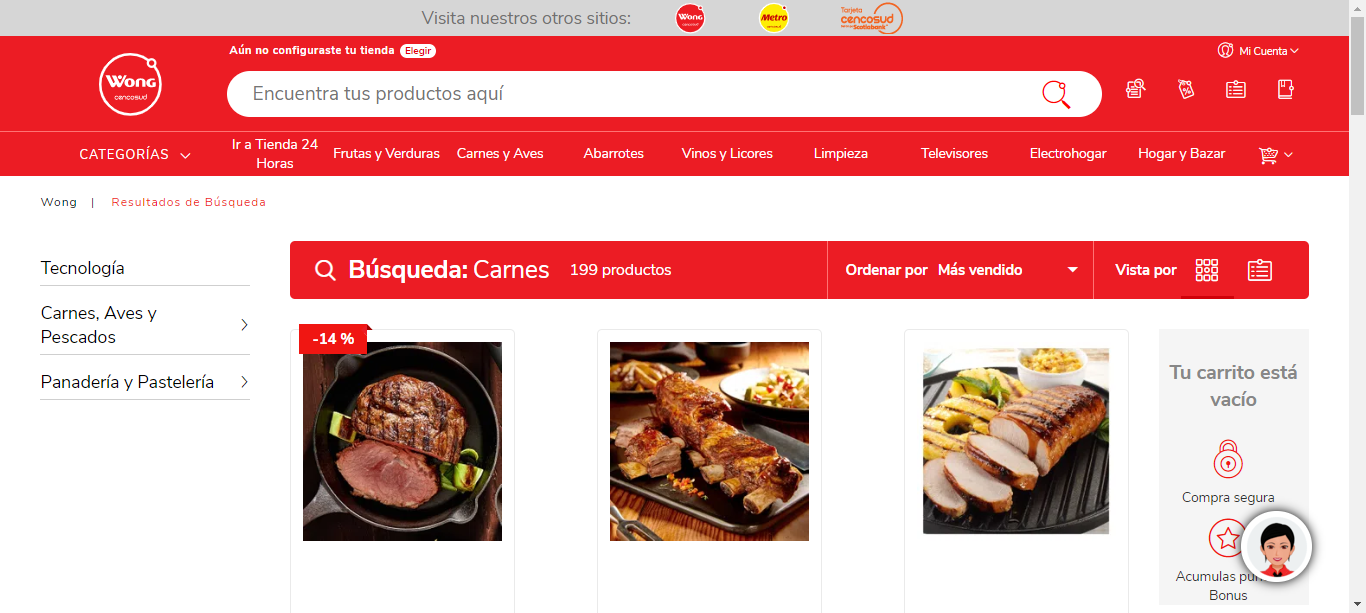 Visita nuestros otros sitios:
Wong
cencosud
Metro
Tarjeta
cencosud
Scotiabank
Aún no configuraste tu tienda Elegir
Mi Cuenta
Wong
cencosud
Encuentra tus productos aquí
CATEGORÍAS
Ir a Tienda 24
Horas
Frutas y Verduras
Carnes y Aves
Abarrotes
Vinos y Licores
Limpieza
Televisores
Electrohogar
Hogar y Bazar
Wong | Resultados de Búsqueda
Tecnología
Carnes, Aves y
Pescados
Panadería y Pastelería
Búsqueda: Carnes 199 productos
Ordenar por Más vendido
Vista por
-14 %
Tu carrito está
vacío
Compra segura
Acumulas
Bonus